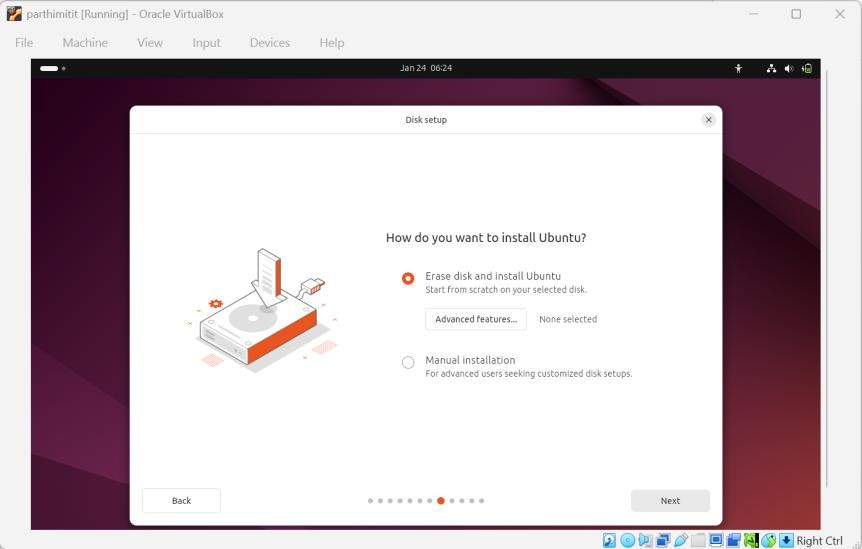 parthimitit [Running] - Oracle VirtualBox
File Machine View Input Devices Help
Jan 24 06:24
Disk setup
How do you want to install Ubuntu?
Erase disk and install Ubuntu
Start from scratch on your selected disk.
Advanced features... None selected
Manual installation
For advanced users seeking customized disk setups.
Back Next
Right Ctrl